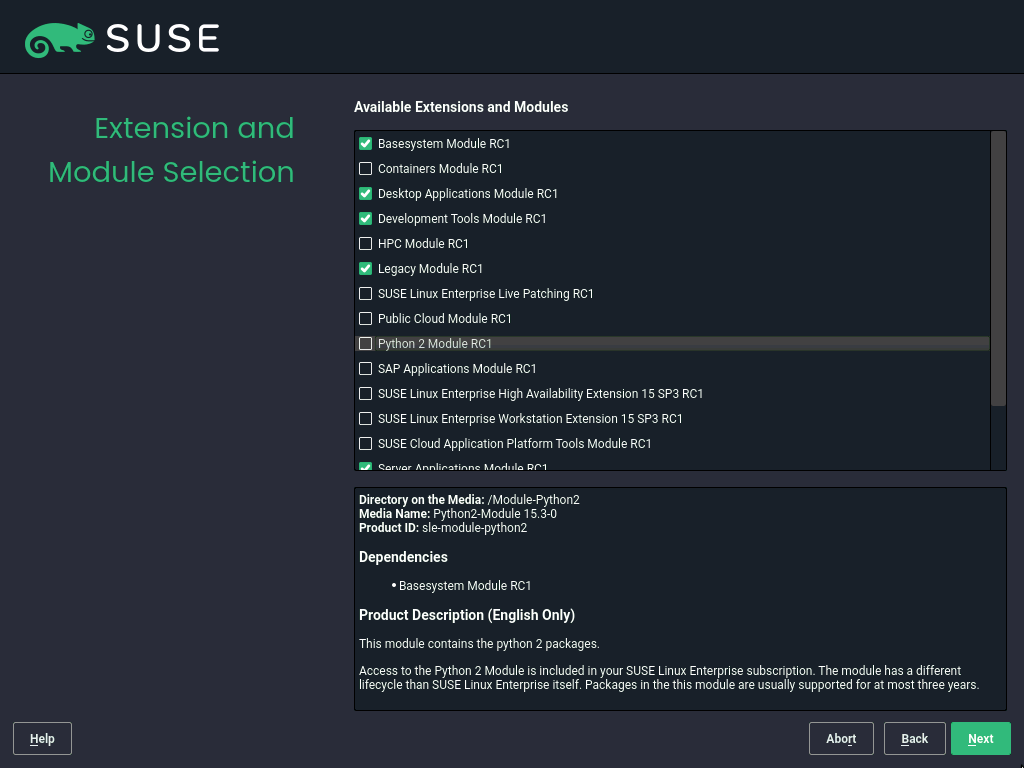 SUSE
Extension and
Module Selection
Available Extensions and Modules
Basesystem Module RC1
Containers Module RC1
Desktop Applications Module RC1
Development Tools Module RC1
HPC Module RC1
Legacy Module RC1
SUSE Linux Enterprise Live Patching RC1
Public Cloud Module RC1
Python 2 Module RC1
SAP Applications Module RC1
SUSE Linux Enterprise High Availability Extension 15 SP3 RC1
SUSE Linux Enterprise Workstation Extension 15 SP3 RC1
SUSE Cloud Application Platform Tools Module RC1
Server Applications Module RC1
Directory on the Media: /Module-Python2
Media Name: Python2-Module 15.3-0
Product ID: sle-module-python2
Dependencies
• Basesystem Module RC1
Product Description (English Only)
This module contains the python 2 packages.
Access to the Python 2 Module is included in your SUSE Linux Enterprise subscription. The module has a different
lifecycle than SUSE Linux Enterprise itself. Packages in the this module are usually supported for at most three years.
Help
Abort
Back
Next